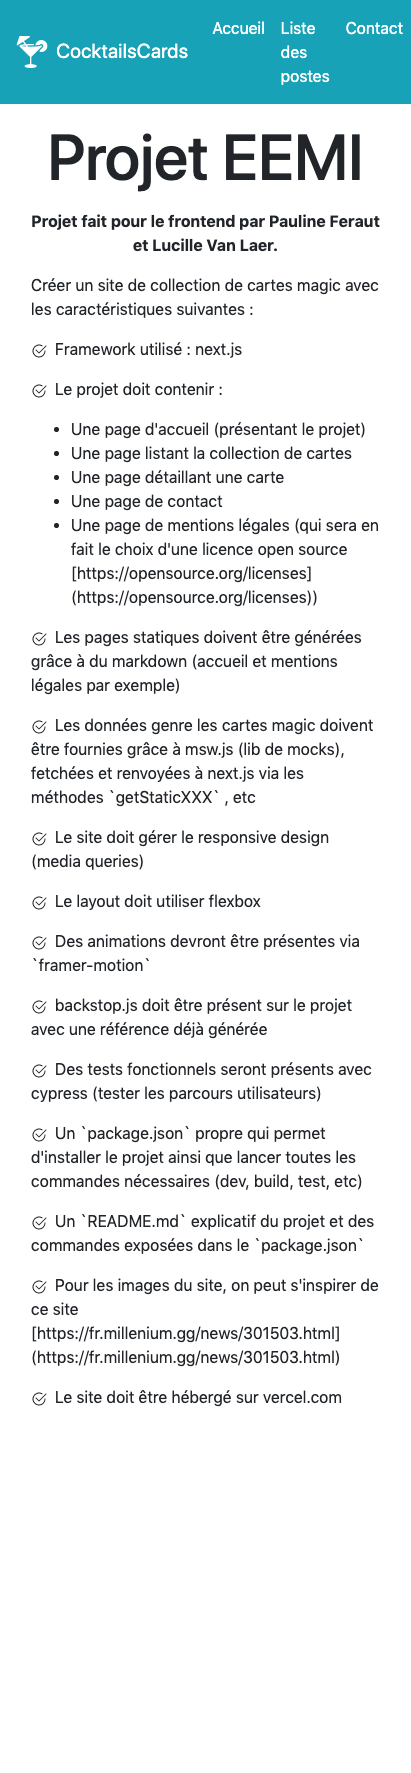 CocktailsCards
Accueil
Liste
des
postes
Contact
Projet EEMI
Projet fait pour le frontend par Pauline Feraut
et Lucille Van Laer.
Créer un site de collection de cartes magic avec
les caractéristiques suivantes :
Framework utilisé : next.js
Le projet doit contenir :
• Une page d'accueil (présentant le projet)
• Une page listant la collection de cartes
• Une page détaillant une carte
• Une page de contact
• Une page de mentions légales (qui sera en
fait le choix d'une licence open source
[https://opensource.org/licenses]
(https://opensource.org/licenses))
Les pages statiques doivent être générées
grâce à du markdown (accueil et mentions
légales par exemple)
Les données genre les cartes magic doivent
être fournies grâce à msw.js (lib de mocks),
fetchées et renvoyées à next.js via les
méthodes `getStaticXXX` , etc
Le site doit gérer le responsive design
(media queries)
Le layout doit utiliser flexbox
Des animations devront être présentes via
`framer-motion`
backstop.js doit être présent sur le projet
avec une référence déjà générée
Des tests fonctionnels seront présents avec
cypress (tester les parcours utilisateurs)
Un `package.json` propre qui permet
d'installer le projet ainsi que lancer toutes les
commandes nécessaires (dev, build, test, etc)
Un `README.md` explicatif du projet et des
commandes exposées dans le `package.json`
Pour les images du site, on peut s'inspirer de
ce site
[https://fr.millenium.gg/news/301503.html]
(https://fr.millenium.gg/news/301503.html)
Le site doit être hébergé sur vercel.com